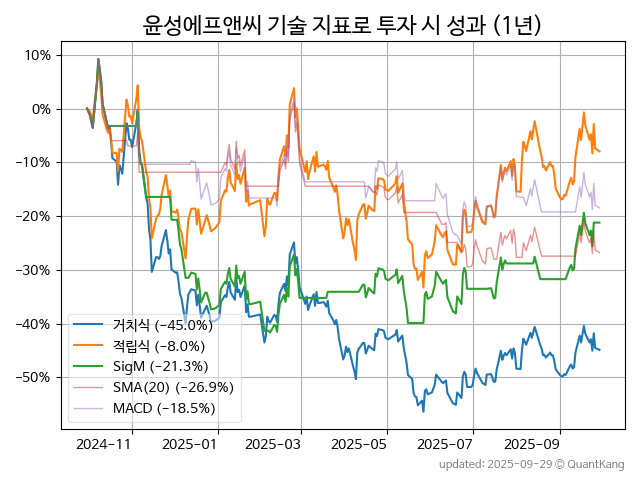 윤성에프앤씨 기술 지표로 투자 시 성과 (1년)
10%
0%
−10%
−20%
−30%
−40%
−50%
거치식 (−45.0%)
적립식 (−8.0%)
SigM (−21.3%)
SMA(20) (−26.9%)
MACD (−18.5%)
2024−11
2025−01
2025−03
2025−05
2025−07
2025−09
updated: 2025−09−29 © QuantKang